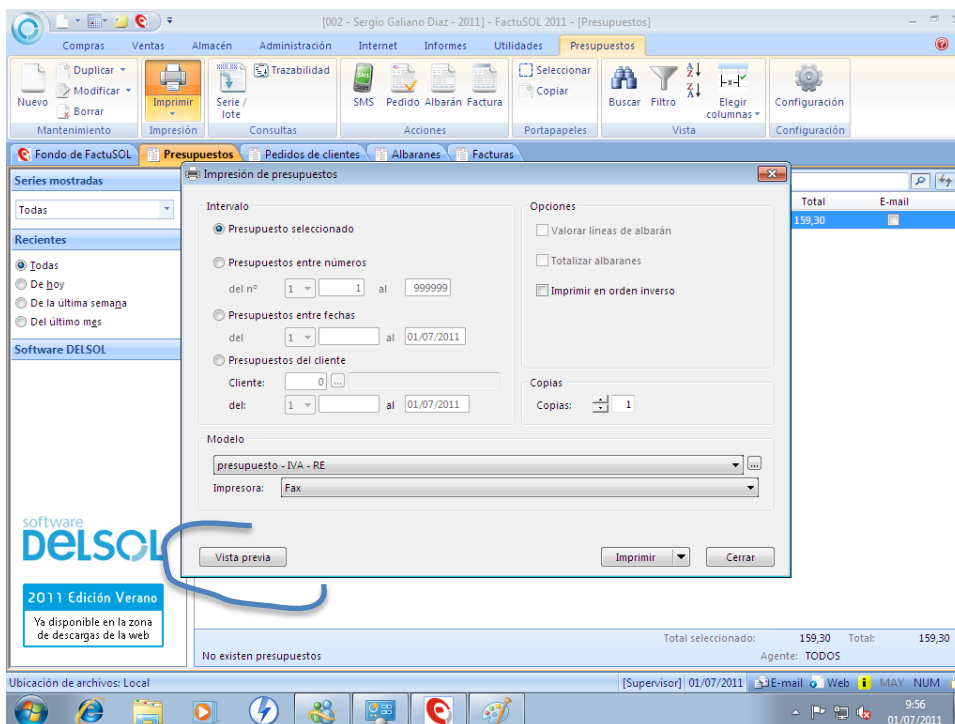 [002 - Sergio Galiano Diaz - 2011] - FactuSOL 2011 - [Presupuestos]
Compras Ventas Almacén Administración Internet Informes Utilidades Presupuestos
Nuevo
Duplicar
Modificar
Borrar
Mantenimiento
Imprimir
Impresión
Serie /
lote
Trazabilidad
Consultas
SMS Pedido Albarán Factura
Acciones
Seleccionar
Copiar
Portapapeles
Buscar Filtro
Elegir
columnas
Vista
Configuración
Configuración
Fondo de FactuSOL Presupuestos Pedidos de clientes Albaranes Facturas
Series mostradas
Todas
Recientes
Todas
De hoy
De la última semana
Del último mes
Software DELSOL
software
DELSOL
2011 Edición Verano
Ya disponible en la zona
de descargas de la web
Total E-mail
159,30
Impresión de presupuestos
Intervalo
Presupuesto seleccionado
Presupuestos entre números
del nº 1 1 al 999999
Presupuestos entre fechas
del 1 al 01/07/2011
Presupuestos del cliente
Cliente: 0 ...
del: 1 al 01/07/2011
Opciones
Valorar líneas de albarán
Totalizar albaranes
Imprimir en orden inverso
Copias
Copias: 1
Modelo
presupuesto - IVA - RE ...
Impresora: Fax
Vista previa Imprimir Cerrar
Total seleccionado: 159,30 Total: 159,30
No existen presupuestos Agente: TODOS
Ubicación de archivos: Local [Supervisor] 01/07/2011 E-mail Web MAY NUM
9:56
01/07/2011